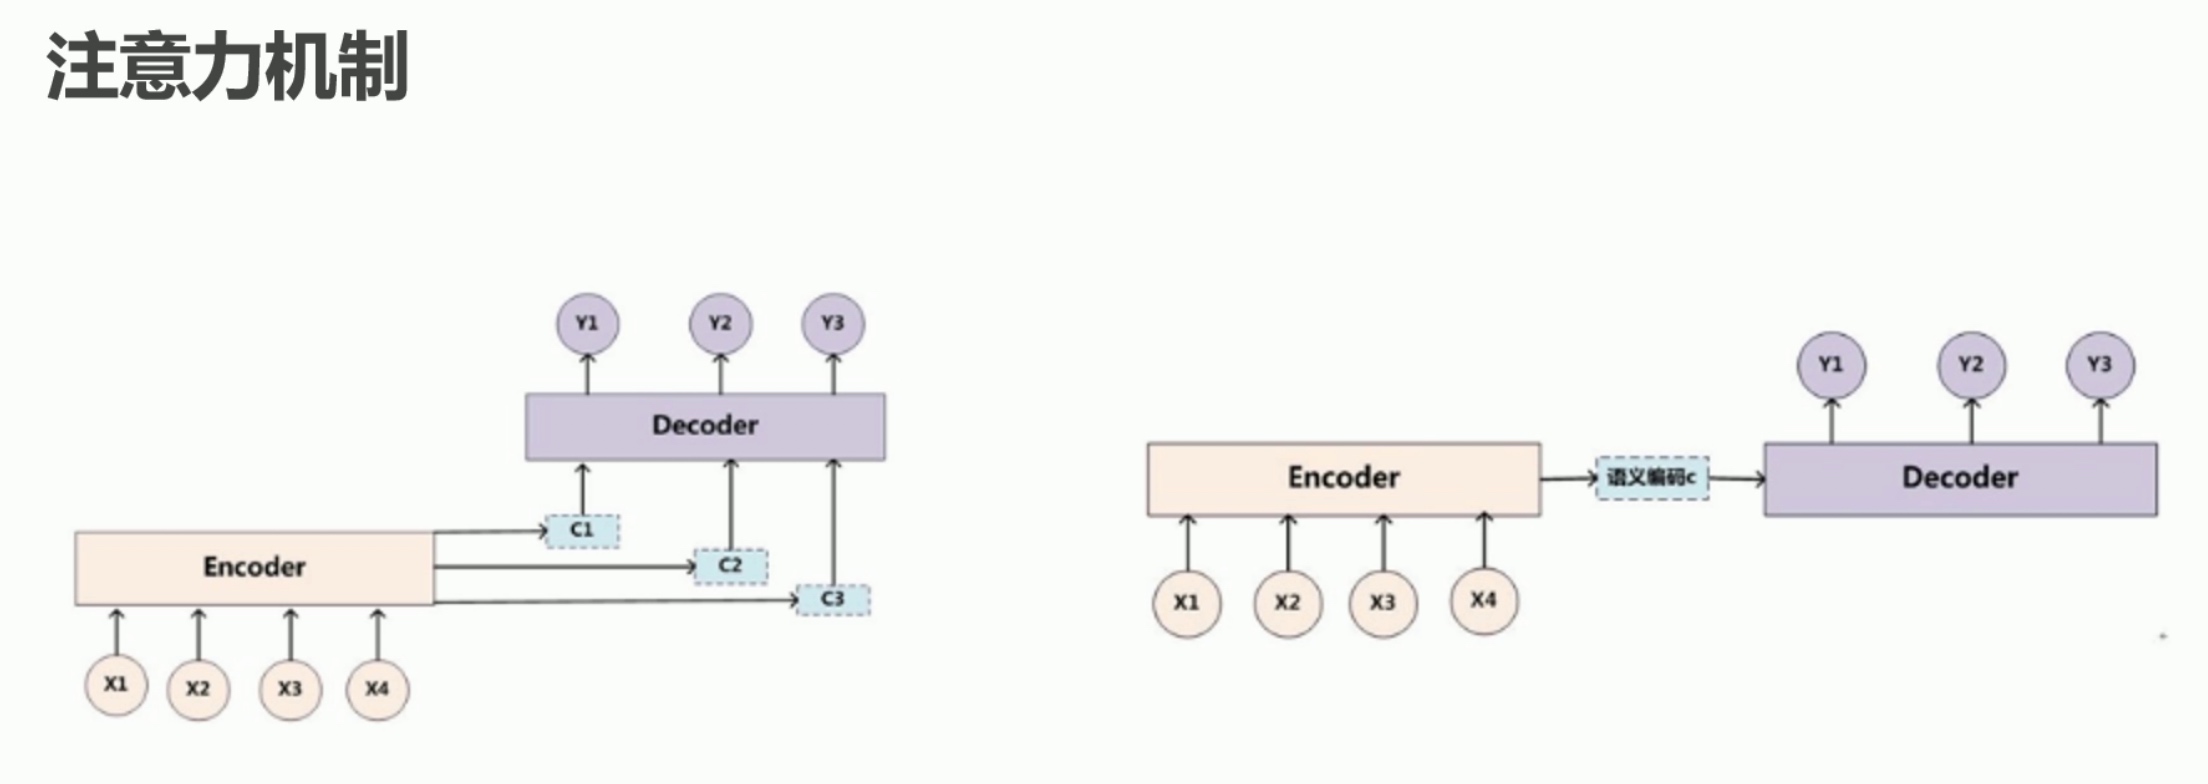 注意力机制
Y1 Y2 Y3
Decoder
C1
C2
C3
Encoder
X1 X2 X3 X4
Y1 Y2 Y3
Encoder 语义编码c Decoder
X1 X2 X3 X4